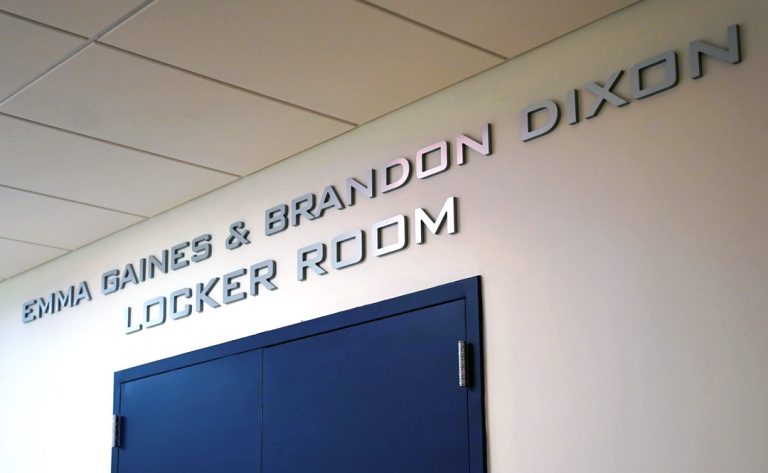 EMMA GAINES & BRANDON DIXON
LOCKER ROOM